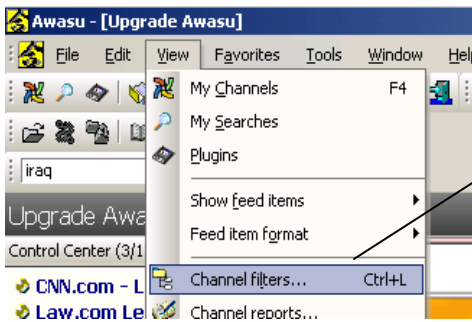 Awasu - [Upgrade Awasu]
File Edit View Favorites Tools Window Help
My Channels F4
My Searches
Plugins
iraq
Show feed items
Upgrade Awa
Feed item format
Control Center (3/1
Channel filters... Ctrl+L
CNN.com - L
Channel reports...
Law.com Le